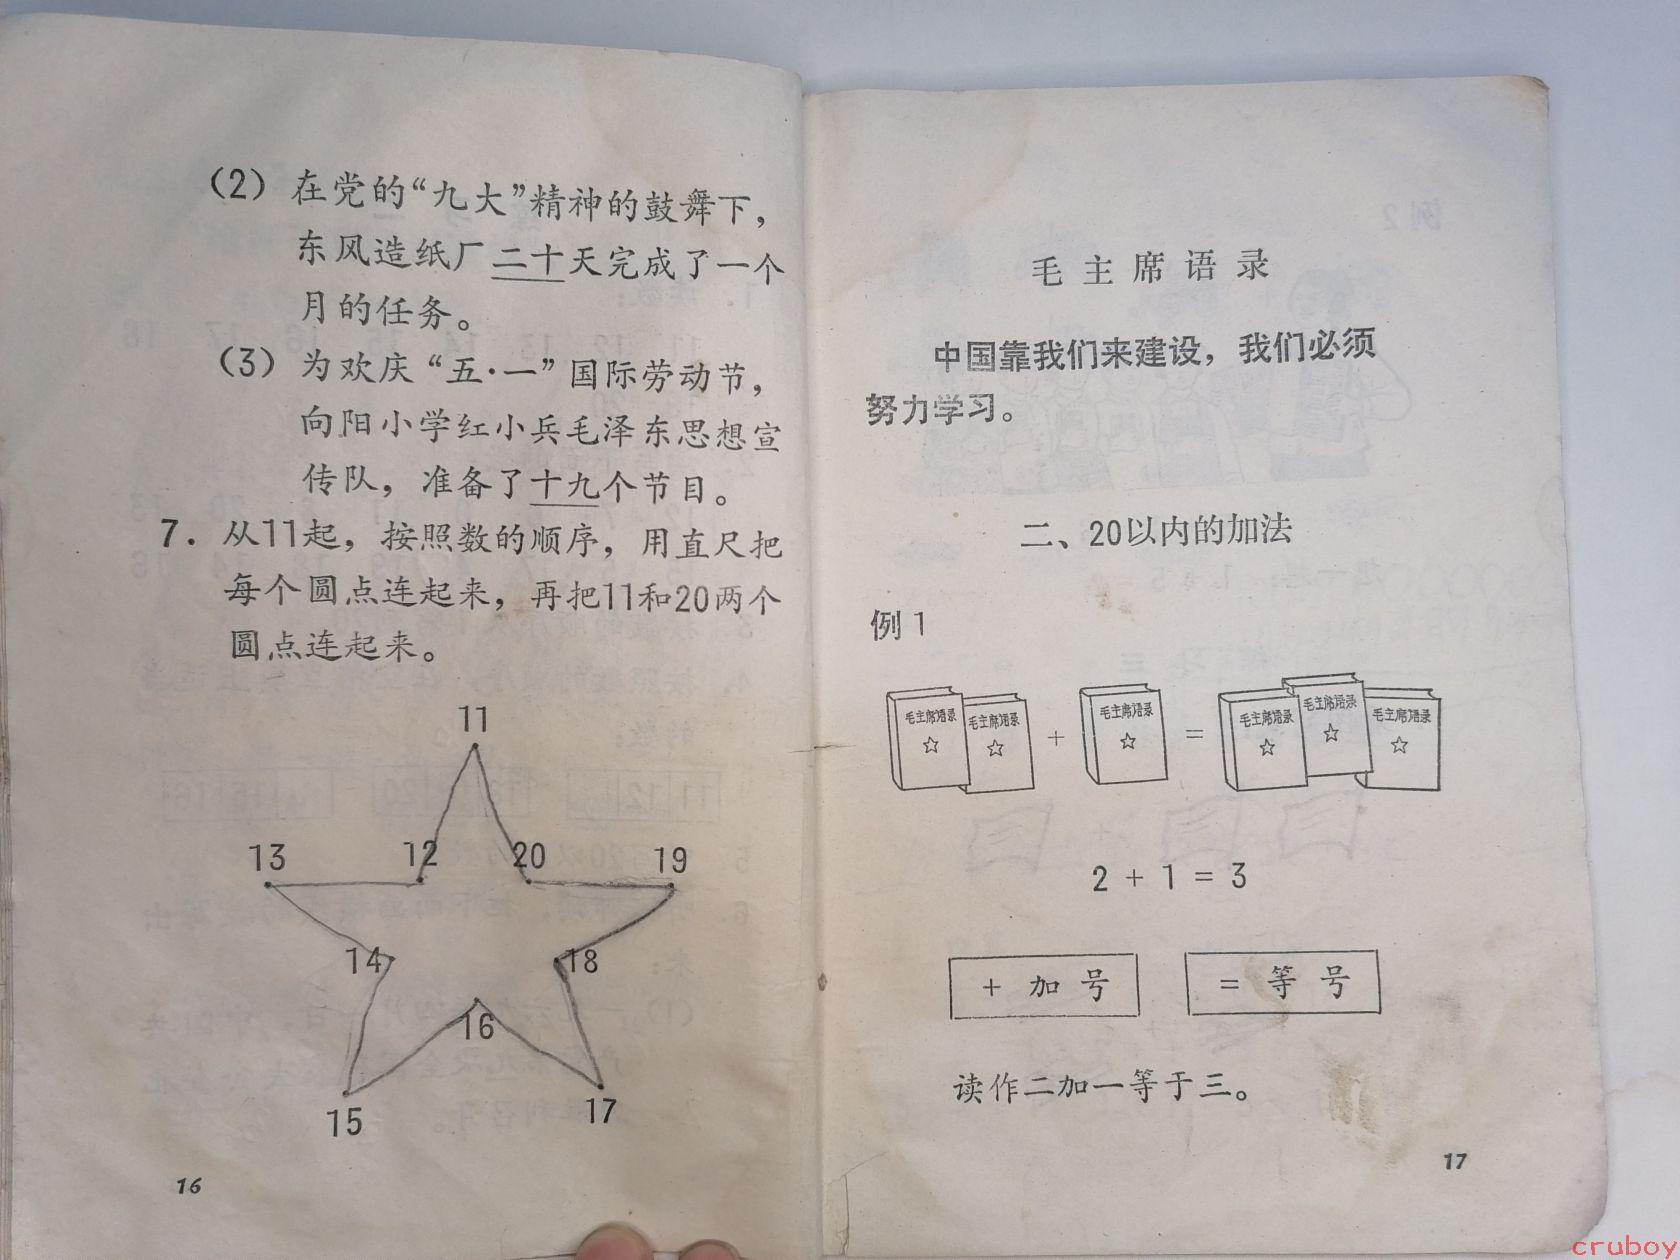 (2) 在党的“九大”精神的鼓舞下，
东风造纸厂二十天完成了一个
月的任务。
(3) 为欢庆“五·一”国际劳动节，
向阳小学红小兵毛泽东思想宣
传队，准备了十九个节目。
7. 从11起，按照数的顺序，用直尺把
每个圆点连起来，再把11和20两个
圆点连起来。
11
13 12 20 19
14 18
16
15 17
16
毛主席语录
中国靠我们来建设，我们必须
努力学习。
二、20以内的加法
例1
毛主席语录 毛主席语录 + 毛主席语录 = 毛主席语录 毛主席语录 毛主席语录
2 + 1 = 3
+ 加号 = 等号
读作二加一等于三。
17
cruboy